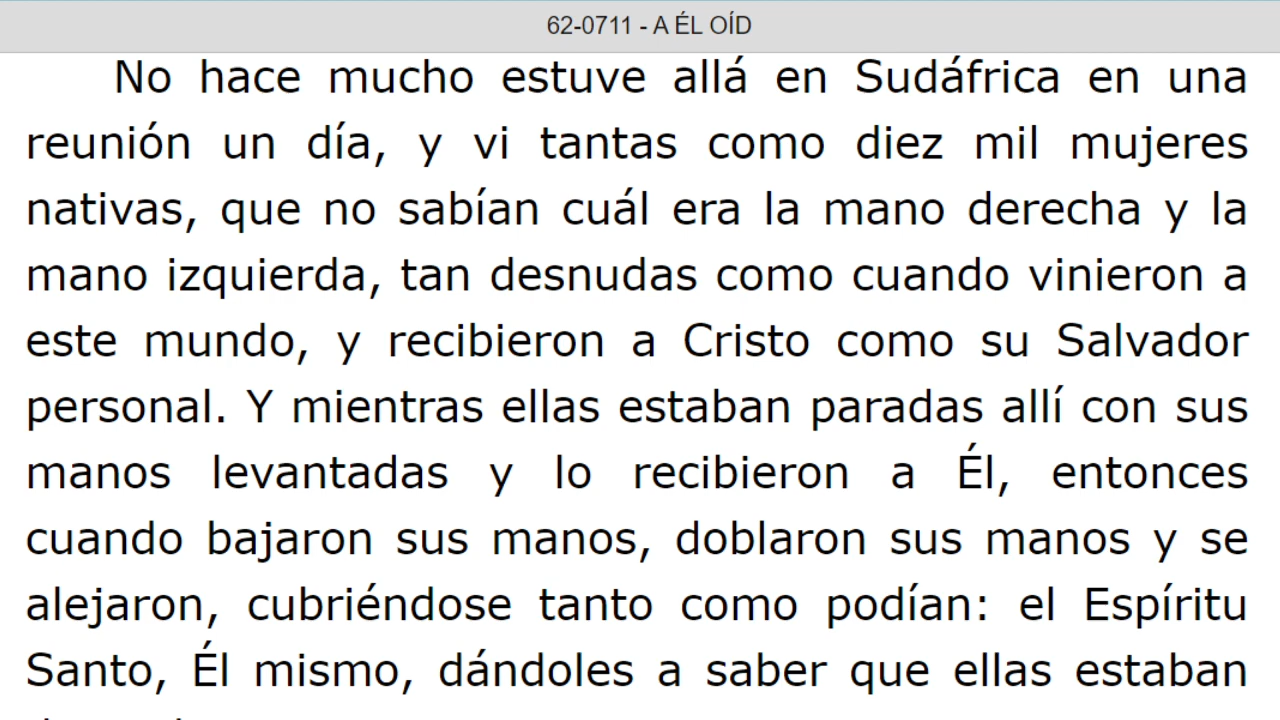 62-0711 - A ÉL OÍD
No hace mucho estuve allá en Sudáfrica en una
reunión un día, y vi tantas como diez mil mujeres
nativas, que no sabían cuál era la mano derecha y la
mano izquierda, tan desnudas como cuando vinieron a
este mundo, y recibieron a Cristo como su Salvador
personal. Y mientras ellas estaban paradas allí con sus
manos levantadas y lo recibieron a Él, entonces
cuando bajaron sus manos, doblaron sus manos y se
alejaron, cubriéndose tanto como podían: el Espíritu
Santo, Él mismo, dándoles a saber que ellas estaban